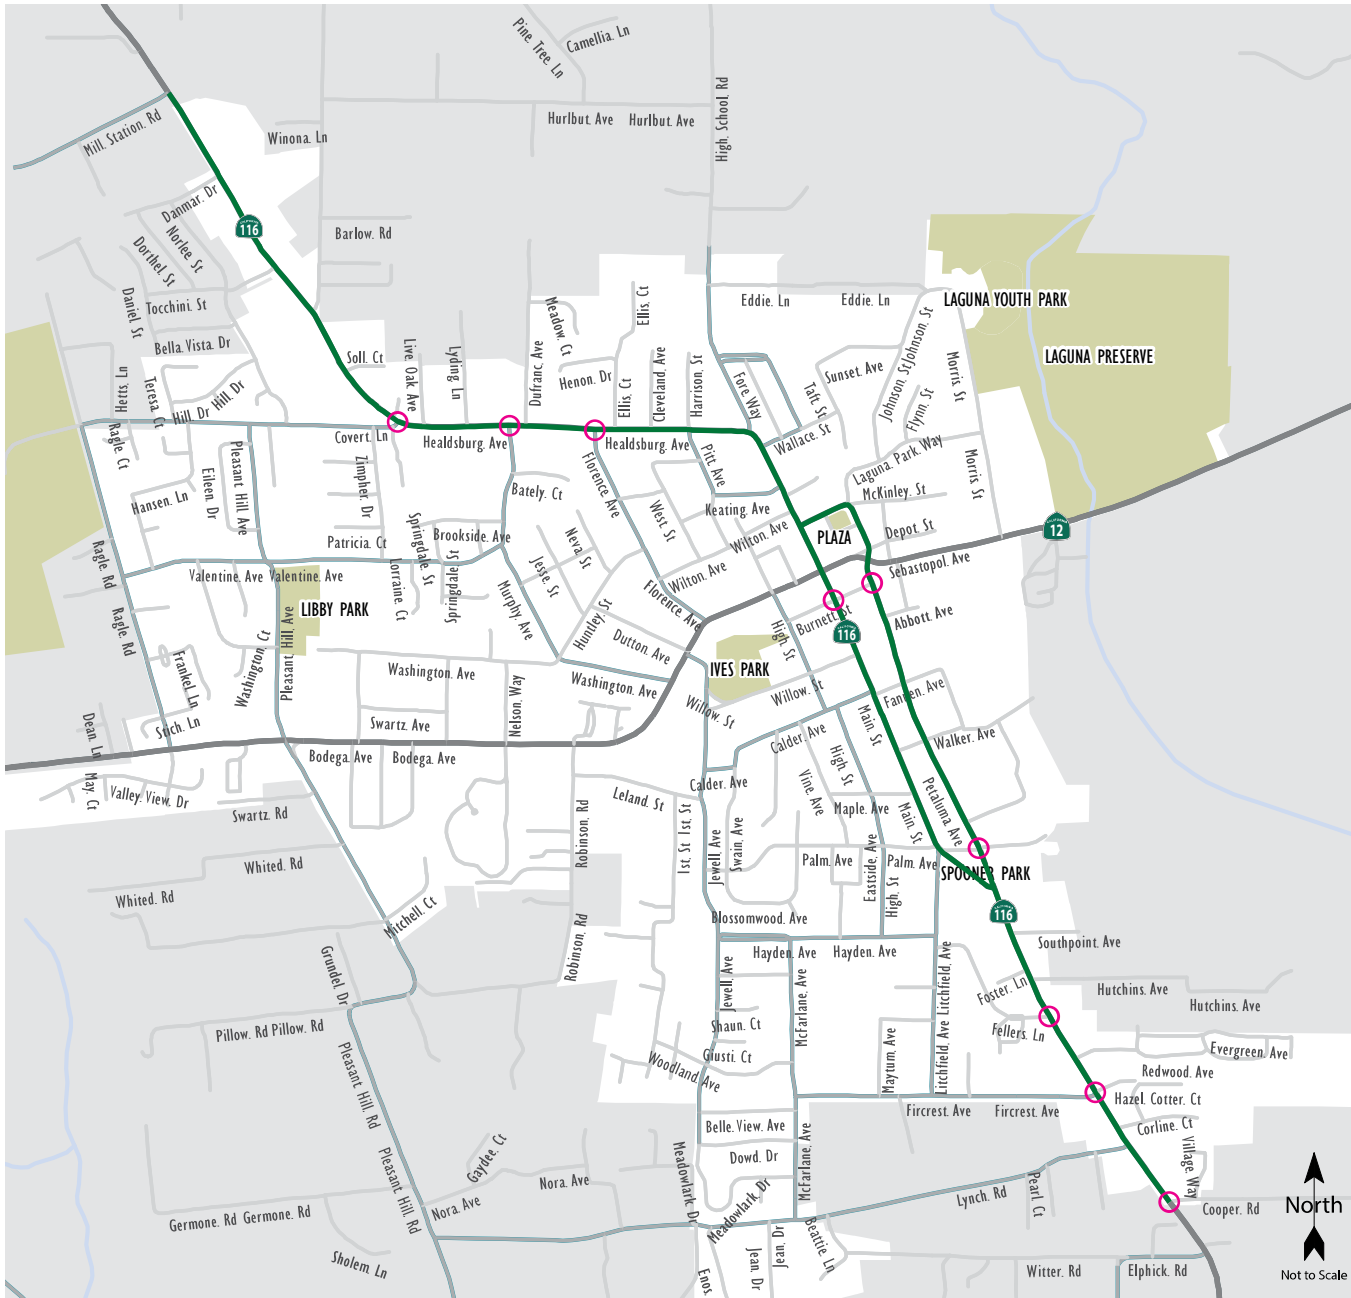 Pine. Tree. Ln
Camellia. Ln
High. School. Rd
Mill. Station. Rd
Winona. Ln
Hurlbut. Ave
Hurlbut. Ave
Danmar. Dr
116
Norlee. St
Dorthel. St
Barlow. Rd
Daniel. St
Tocchini. St
Bella. Vista. Dr
Meadow. Ct
Ellis. Ct
Eddie. Ln
Eddie. Ln
LAGUNA YOUTH PARK
LAGUNA PRESERVE
Johnson. StJohnson. St
Morris. St
Soll. Ct
Live. Oak. Ave
Lyding. Ln
Dufranc. Ave
Henon. Dr
Ellis. Ct
Cleveland. Ave
Harrison. St
Fore. Way
Sunset. Ave
Taft. St
Flynn. St
Hetts. Ln
Teresa. Ct
Hill. Dr
Hill. Dr
Ragle. Ct
Covert. Ln
Healdsburg. Ave
Healdsburg. Ave
Wallace. St
Laguna. Park. Way
Morris. St
Pleasant. Hill. Ave
Eileen. Dr
Hansen. Ln
Zimpher. Dr
Bately. Ct
Florence. Ave
Pitt. Ave
McKinley. St
Keating. Ave
West. St
12
Ragle. Rd
Patricia. Ct
Springdale. St
Brookside. Ave
Neva. St
Jesse. St
Wilton. Ave
PLAZA
Depot. St
Sebastopol. Ave
Valentine. Ave
Valentine. Ave
Lorraine. Ct
Springdale. St
Murphy. Ave
Wilton. Ave
Ragle. Rd
LIBBY PARK
Huntley. St
Florence. Ave
Burnett. St
Abbott. Ave
116
Pleasant. Hill. Ave
Washington. Ct
Dutton. Ave
High. St
Frankel. Ln
Washington. Ave
Washington. Ave
IVES PARK
Willow. St
Fannen. Ave
Stich. Ln
Swartz. Ave
Nelson. Way
Willow. St
Main. St
Dean. Ln
Bodega. Ave
Bodega. Ave
Calder. Ave
High. St
Walker. Ave
May. Ct
Valley. View. Dr
Leland. St
Calder. Ave
Vine. Ave
Maple. Ave
Main. St
Petaluma. Ave
Swartz. Rd
Robinson. Rd
1st. St
1st. St
Jewell. Ave
Swain. Ave
Whited. Rd
Palm. Ave
Eastside. Ave
Palm. Ave
SPOONER PARK
Whited. Rd
Mitchell. Ct
High. St
Blossomwood. Ave
116
Robinson. Rd
Hayden. Ave
Hayden. Ave
Southpoint. Ave
Grundel. Dr
Jewell. Ave
McFarlane. Ave
Litchfield. Ave
Foster. Ln
Hutchins. Ave
Hutchins. Ave
Pillow. Rd
Pillow. Rd
Shaun. Ct
Litchfield. Ave
Fellers. Ln
Pleasant. Hill. Rd
Woodland. Ave
Giusti. Ct
Maytum. Ave
Evergreen. Ave
Redwood. Ave
Hazel. Cotter. Ct
Fircrest. Ave
Fircrest. Ave
Belle. View. Ave
Corline. Ct
Pleasant. Hill. Rd
Gaydee. Ct
Dowd. Dr
McFarlane. Ave
Village. Way
Nora. Ave
Nora. Ave
Meadowlark. Dr
Meadowlark. Dr
Lynch. Rd
Pearl. Ct
Cooper. Rd
North
Germone. Rd
Germone. Rd
Sholem. Ln
Enos.
Jean. Dr
Jean. Dr
Beattie. Ln
Witter. Rd
Elphick. Rd
Not to Scale